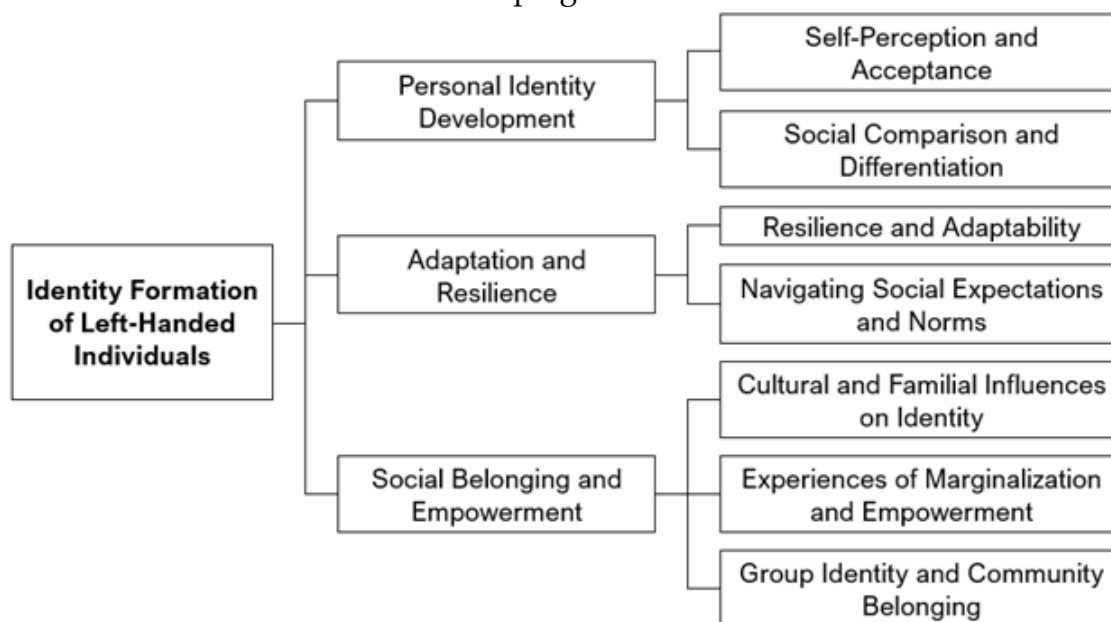 Self-Perception and
Acceptance
Personal Identity
Development
Social Comparison and
Differentiation
Identity Formation
of Left-Handed
Individuals
Adaptation and
Resilience
Resilience and Adaptability
Navigating Social Expectations
and Norms
Social Belonging and
Empowerment
Cultural and Familial Influences
on Identity
Experiences of Marginalization
and Empowerment
Group Identity and Community
Belonging